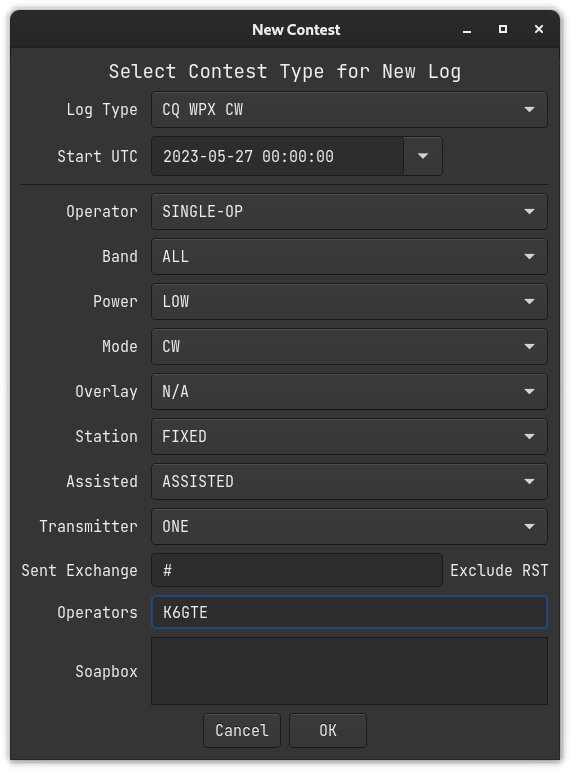 New Contest
Select Contest Type for New Log
Log Type CQ WPX CW
Start UTC 2023-05-27 00:00:00
Operator SINGLE-OP
Band ALL
Power LOW
Mode CW
Overlay N/A
Station FIXED
Assisted ASSISTED
Transmitter ONE
Sent Exchange # Exclude RST
Operators K6GTE
Soapbox
Cancel OK